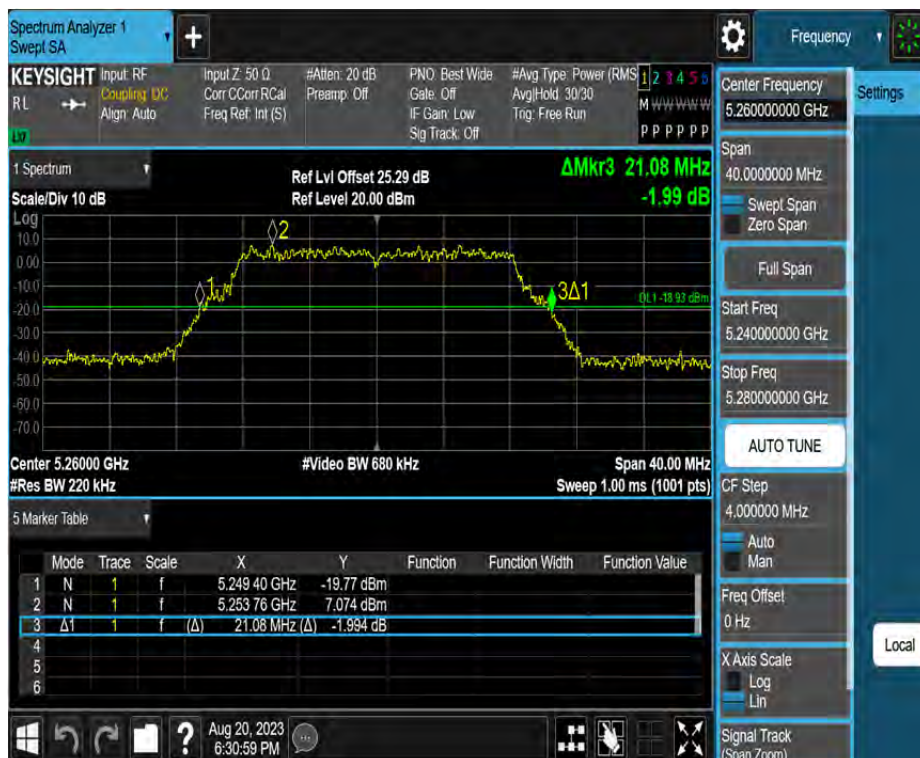 Spectrum Analyzer 1
Swept SA
+
Frequency
KEYSIGHT
RL
LXI
Input: RF
Coupling: DC
Align: Auto
Input Z: 50 Ω
Corr CCorr RCal
Freq Ref: Int (S)
#Atten: 20 dB
Preamp: Off
PNO: Best Wide
Gate: Off
IF Gain: Low
Sig Track: Off
#Avg Type: Power (RMS
Avg|Hold: 30/30
Trig: Free Run
1 2 3 4 5 6
M W W W W W
P P P P P P
1 Spectrum
Scale/Div 10 dB
Ref Lvl Offset 25.29 dB
Ref Level 20.00 dBm
ΔMkr3 21.08 MHz
-1.99 dB
Log
10.0
0.00
-10.0
-20.0
-30.0
-40.0
-50.0
-60.0
-70.0
1
2
3Δ1
DL1 -18.93 dBm
Center 5.26000 GHz
#Video BW 680 kHz
Span 40.00 MHz
#Res BW 220 kHz
Sweep 1.00 ms (1001 pts)
5 Marker Table
Mode Trace Scale X Y Function Function Width Function Value
1 N 1 f 5.249 40 GHz -19.77 dBm
2 N 1 f 5.253 76 GHz 7.074 dBm
3 Δ1 1 f (Δ) 21.08 MHz (Δ) -1.994 dB
4
5
6
Aug 20, 2023
6:30:59 PM
?
Center Frequency
5.260000000 GHz
Settings
Span
40.0000000 MHz
Swept Span
Zero Span
Full Span
Start Freq
5.240000000 GHz
Stop Freq
5.280000000 GHz
AUTO TUNE
CF Step
4.000000 MHz
Auto
Man
Freq Offset
0 Hz
X Axis Scale
Log
Lin
Local
Signal Track
(Span Zoom)